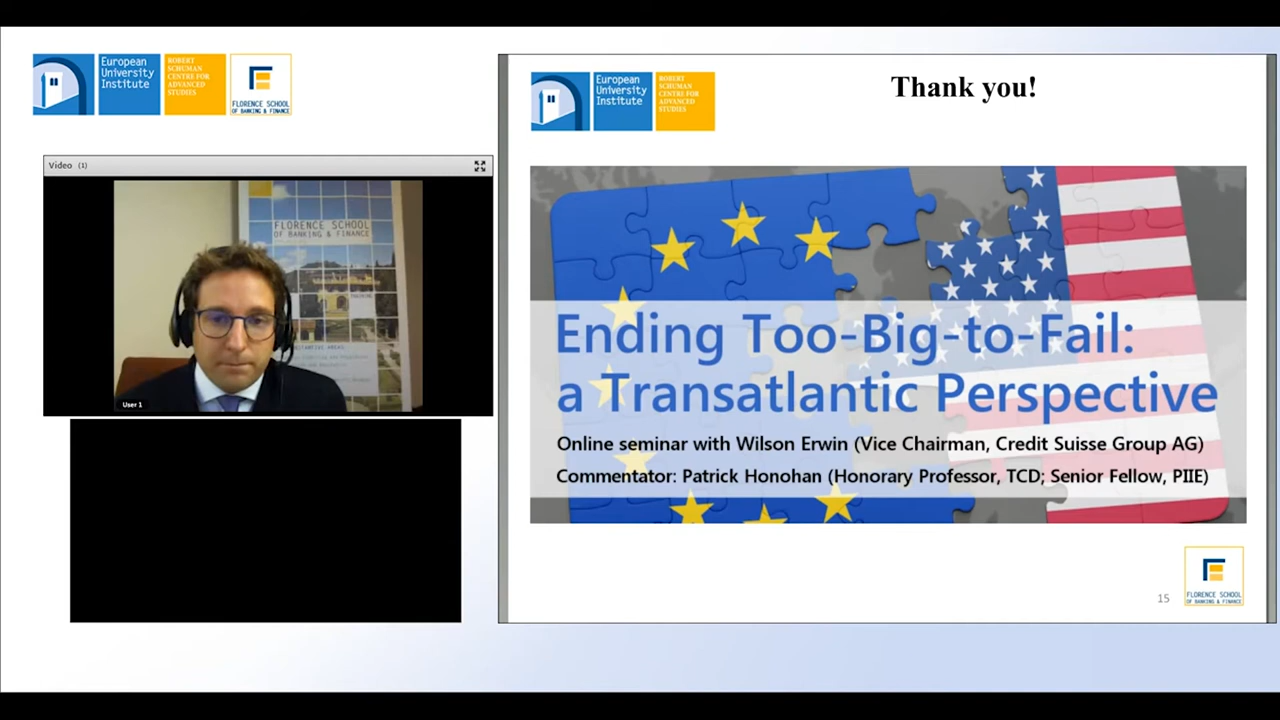 European
University
Institute
ROBERT
SCHUMAN
CENTRE FOR
ADVANCED
STUDIES
FLORENCE SCHOOL
OF BANKING & FINANCE
Video (1)
FLORENCE SCHOOL
OF BANKING & FINANCE
User 1
European
University
Institute
ROBERT
SCHUMAN
CENTRE FOR
ADVANCED
STUDIES
Thank you!
Ending Too-Big-to-Fail:
a Transatlantic Perspective
Online seminar with Wilson Erwin (Vice Chairman, Credit Suisse Group AG)
Commentator: Patrick Honohan (Honorary Professor, TCD; Senior Fellow, PIIE)
15
FLORENCE SCHOOL
OF BANKING & FINANCE